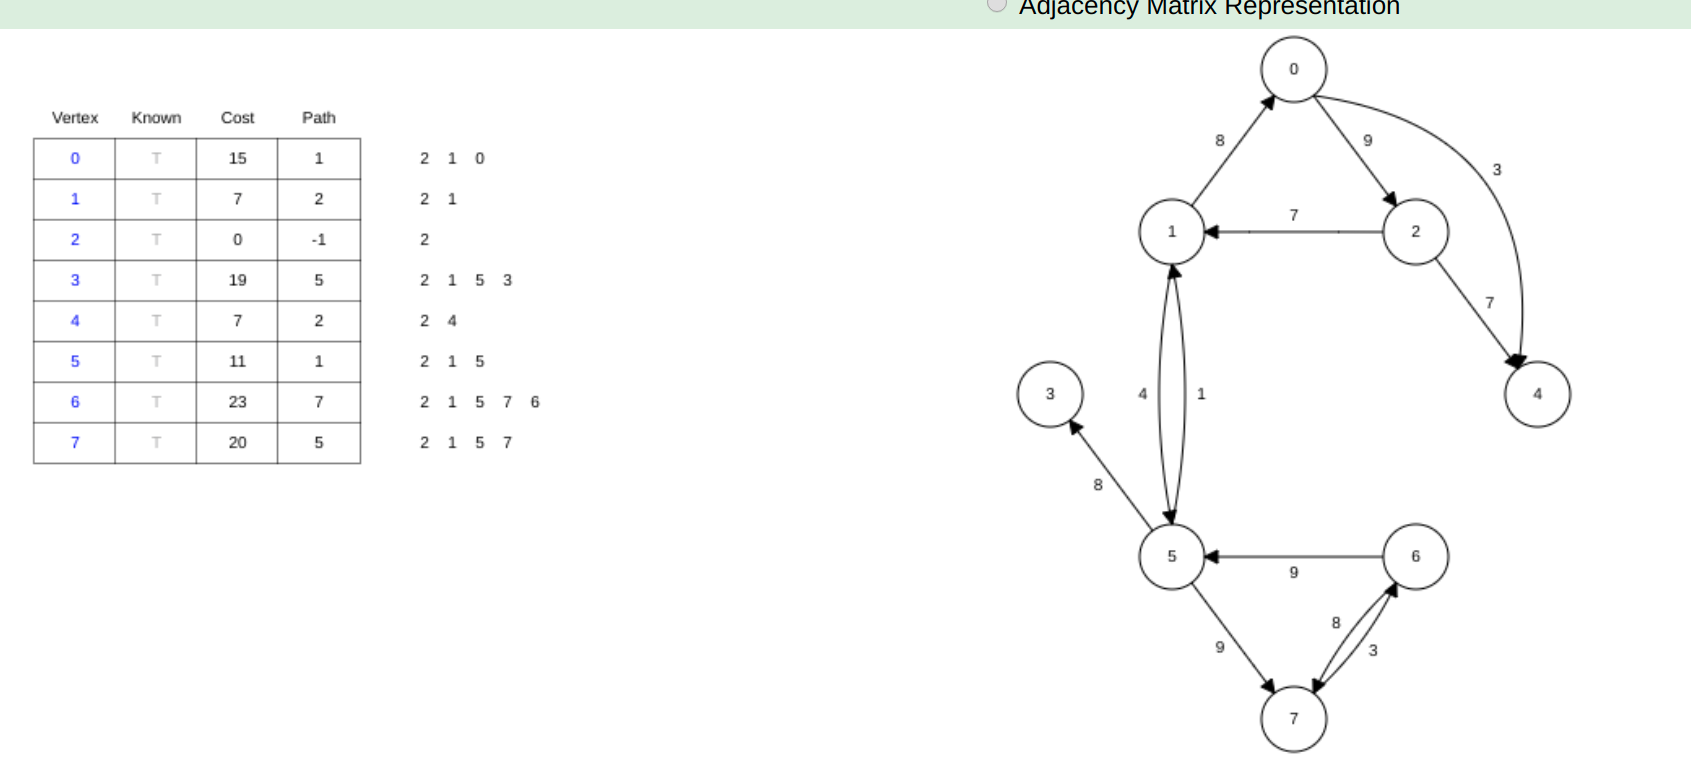 Adjacency Matrix Representation
Vertex Known Cost Path
0 T 15 1 2 1 0
1 T 7 2 2 1
2 T 0 -1 2
3 T 19 5 2 1 5 3
4 T 7 2 2 4
5 T 11 1 2 1 5
6 T 23 7 2 1 5 7 6
7 T 20 5 2 1 5 7
0
8 9
3
7
1 2
7
3 4 1 4
8
5 6
9
8
9 3
7